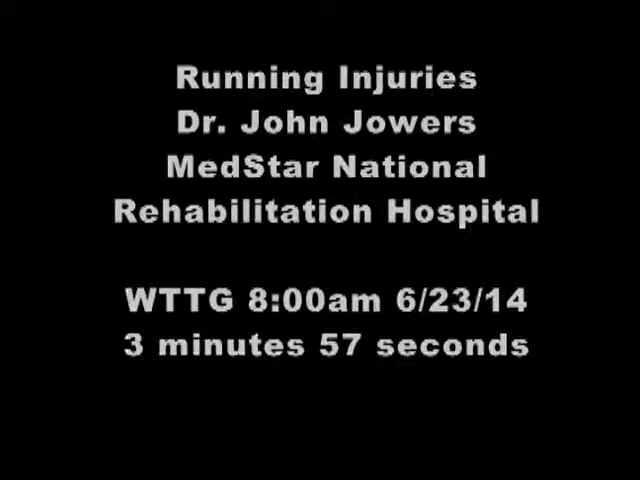 Running Injuries
Dr. John Jowers
MedStar National
Rehabilitation Hospital
WTTG 8:00am 6/23/14
3 minutes 57 seconds